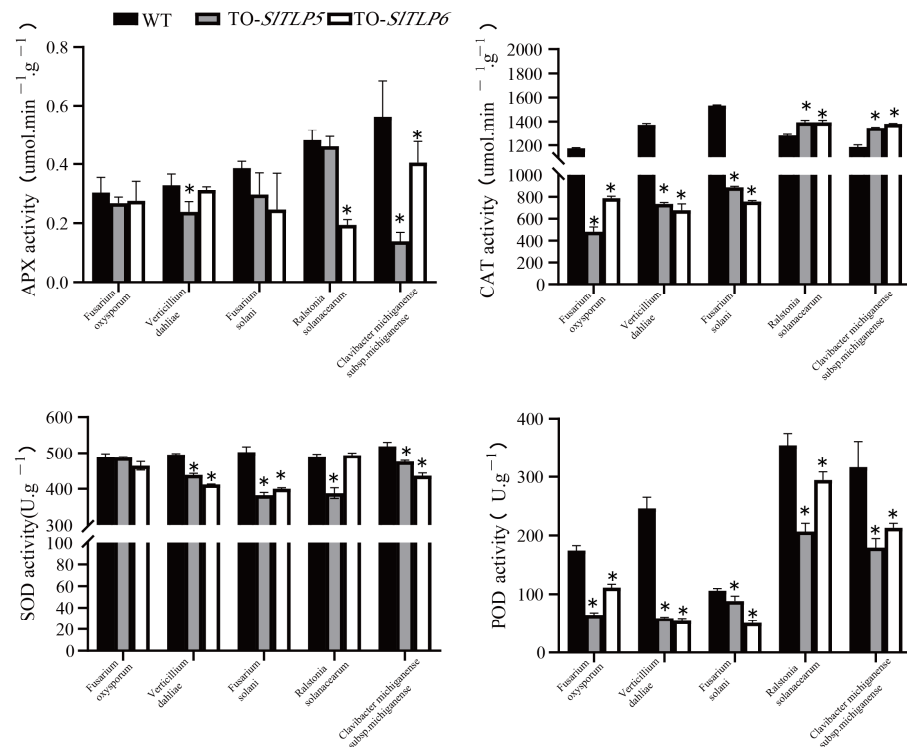 WT TO-SlTLP5 TO-SlTLP6
APX activity (umol.min⁻¹.g⁻¹)
0.8
0.6
0.4
0.2
0.0
* * * *
Fusarium
oxysporum
Verticillium
dahliae
Fusarium
solani
Ralstonia
solanacearum
Clavibacter michiganense
subsp.michiganense
CAT activity (umol.min⁻¹.g⁻¹)
2000
1800
1600
1400
1200
1000
800
600
400
200
0
* * * * * * * * * *
Fusarium
oxysporum
Verticillium
dahliae
Fusarium
solani
Ralstonia
solanacearum
Clavibacter michiganense
subsp.michiganense
SOD activity(U.g⁻¹)
600
500
400
300
100
80
60
40
20
0
* * * * * * *
Fusarium
oxysporum
Verticillium
dahliae
Fusarium
solani
Ralstonia
solanacearum
Clavibacter michiganense
subsp.michiganense
POD activity ( U.g⁻¹)
400
300
200
100
0
* * * * * * * * * *
Fusarium
oxysporum
Verticillium
dahliae
Fusarium
solani
Ralstonia
solanacearum
Clavibacter michiganense
subsp.michiganense